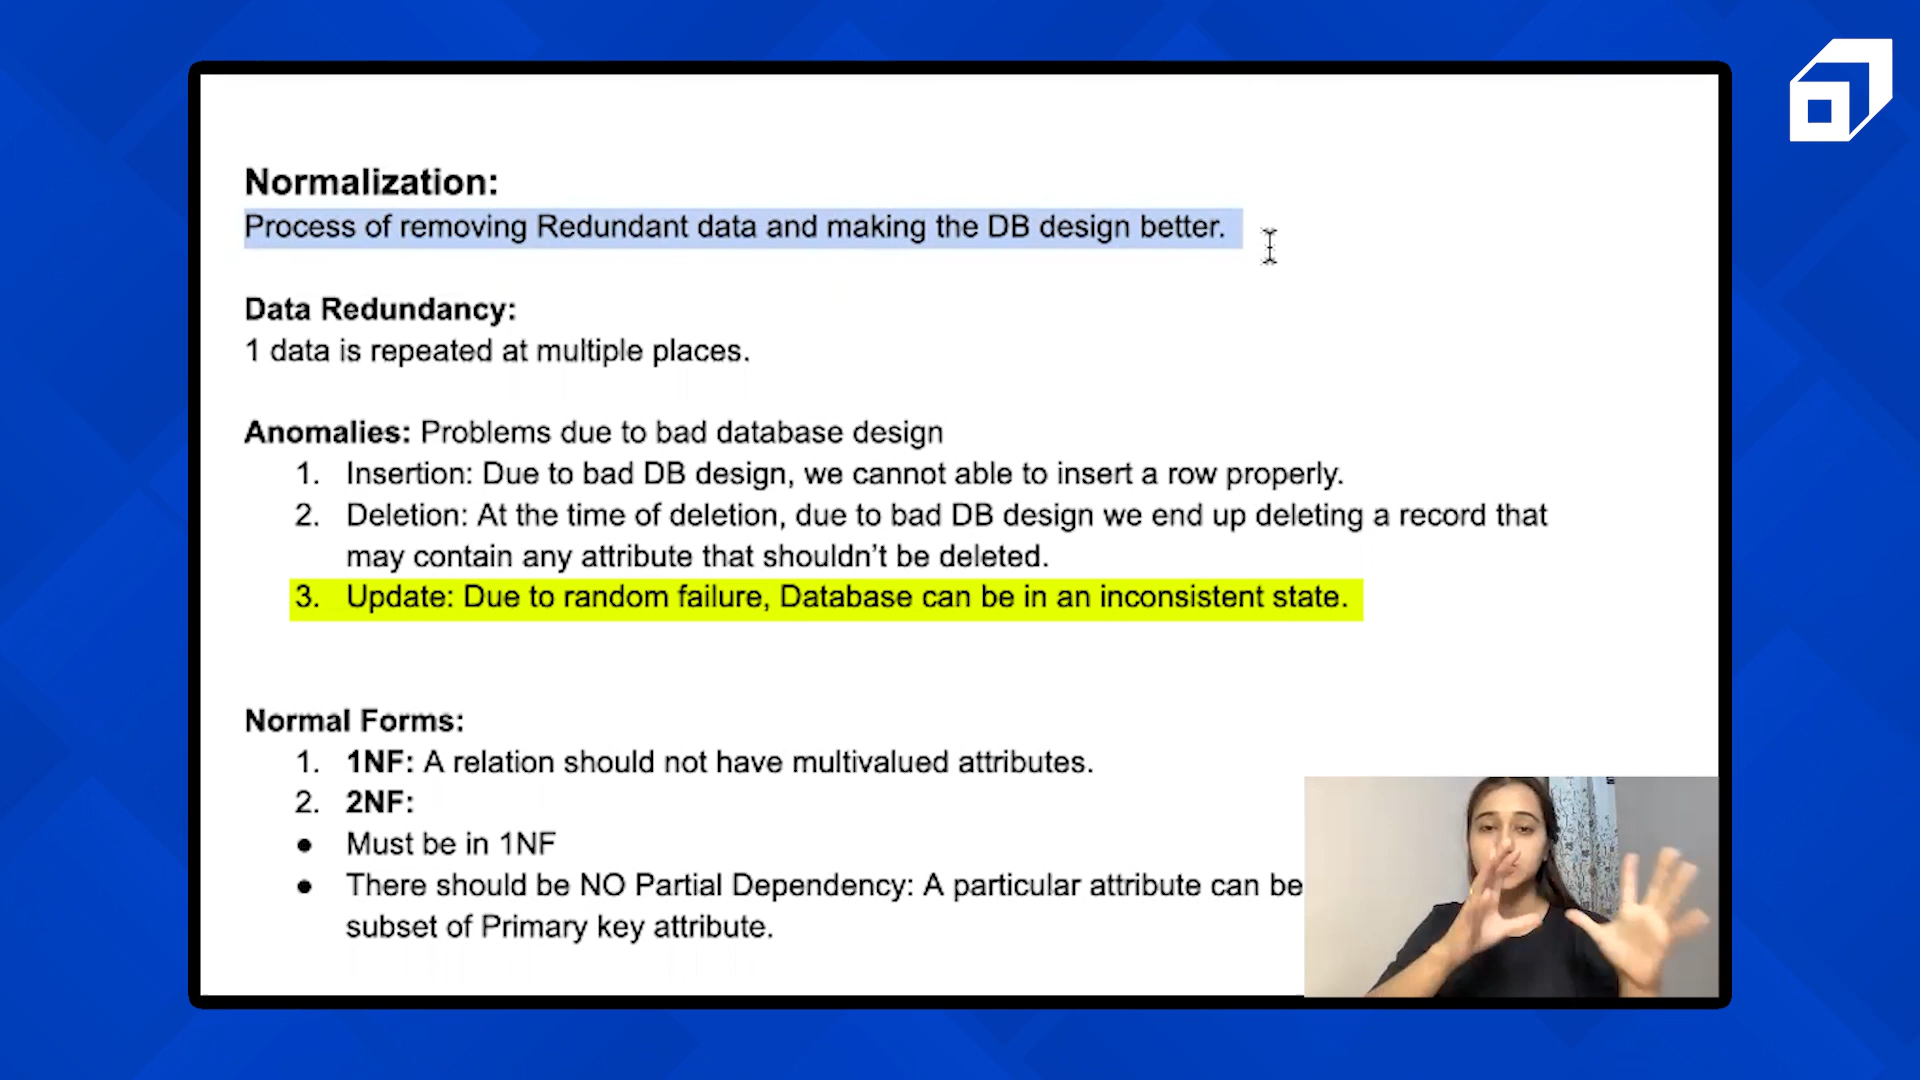 Normalization:
Process of removing Redundant data and making the DB design better.
Data Redundancy:
1 data is repeated at multiple places.
Anomalies: Problems due to bad database design
1. Insertion: Due to bad DB design, we cannot able to insert a row properly.
2. Deletion: At the time of deletion, due to bad DB design we end up deleting a record that
may contain any attribute that shouldn’t be deleted.
3. Update: Due to random failure, Database can be in an inconsistent state.
Normal Forms:
1. 1NF: A relation should not have multivalued attributes.
2. 2NF:
● Must be in 1NF
● There should be NO Partial Dependency: A particular attribute can be
subset of Primary key attribute.